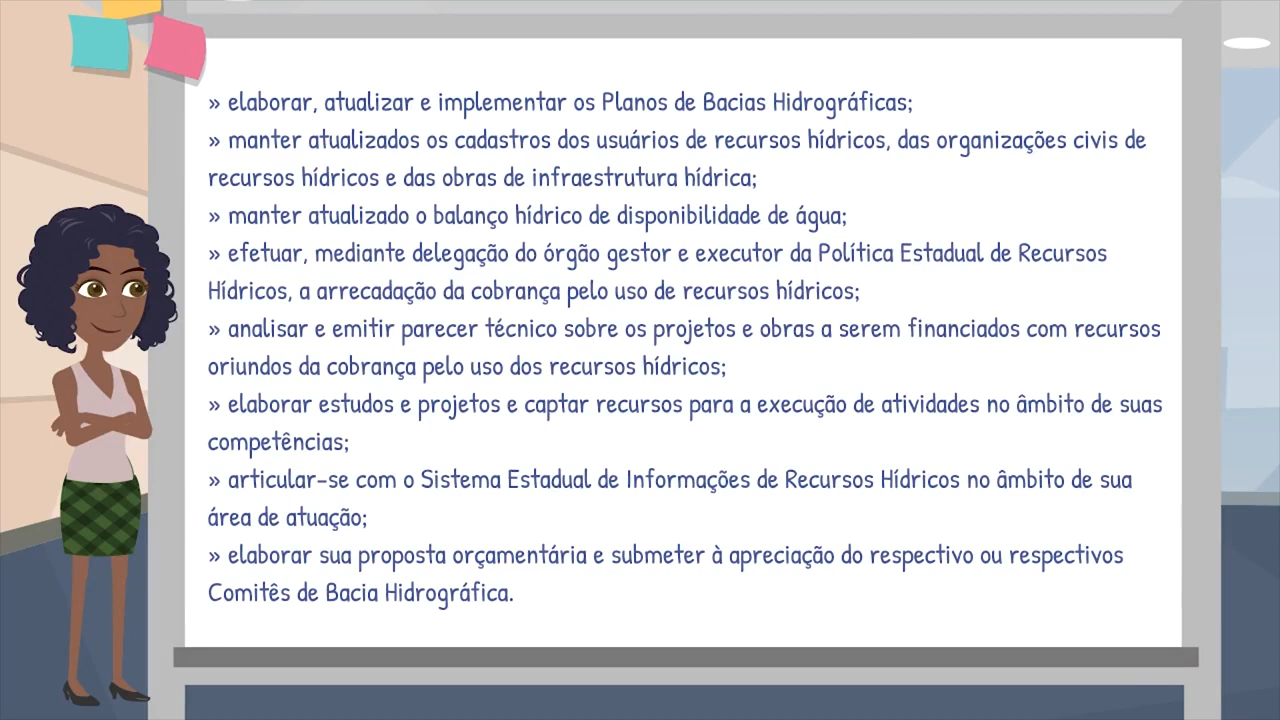 » elaborar, atualizar e implementar os Planos de Bacias Hidrográficas;
» manter atualizados os cadastros dos usuários de recursos hídricos, das organizações civis de
recursos hídricos e das obras de infraestrutura hídrica;
» manter atualizado o balanço hídrico de disponibilidade de água;
» efetuar, mediante delegação do órgão gestor e executor da Política Estadual de Recursos
Hídricos, a arrecadação da cobrança pelo uso de recursos hídricos;
» analisar e emitir parecer técnico sobre os projetos e obras a serem financiados com recursos
oriundos da cobrança pelo uso dos recursos hídricos;
» elaborar estudos e projetos e captar recursos para a execução de atividades no âmbito de suas
competências;
» articular-se com o Sistema Estadual de Informações de Recursos Hídricos no âmbito de sua
área de atuação;
» elaborar sua proposta orçamentária e submeter à apreciação do respectivo ou respectivos
Comitês de Bacia Hidrográfica.